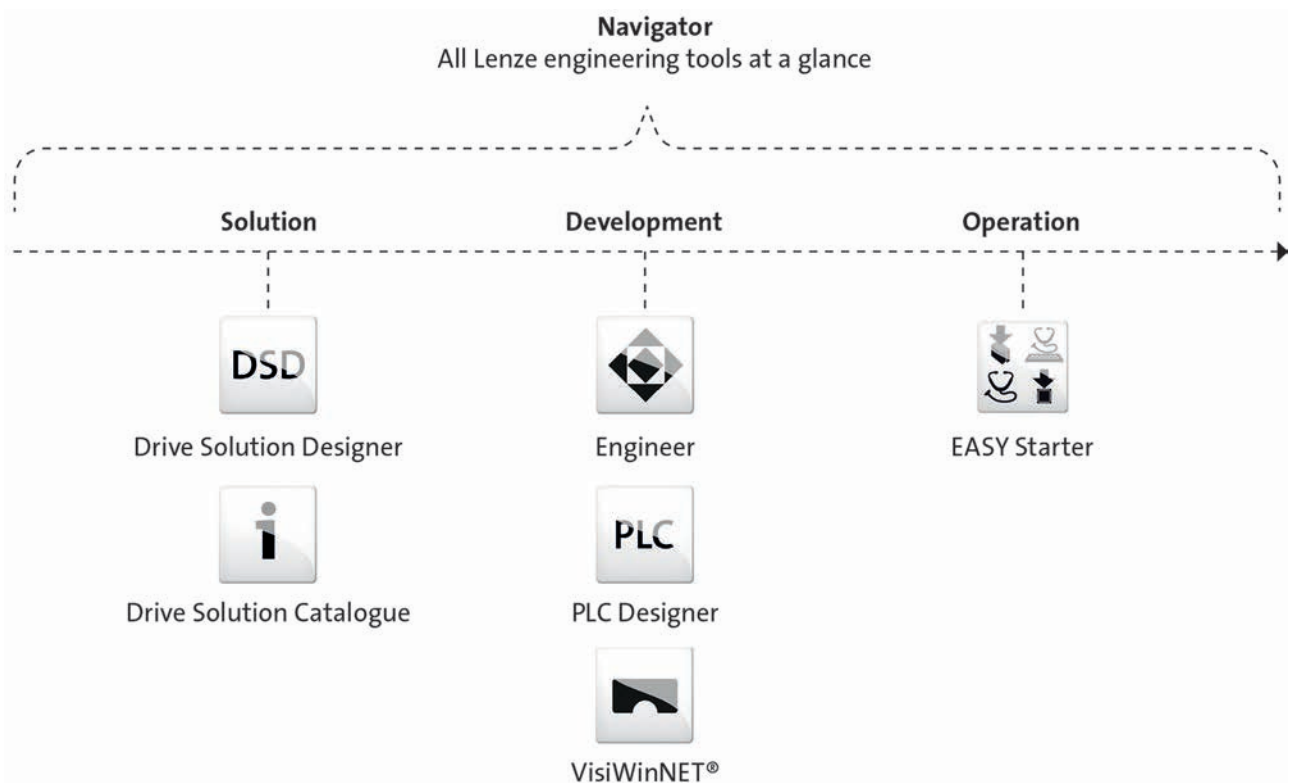 Navigator
All Lenze engineering tools at a glance
Solution
Development
Operation
DSD
Drive Solution Designer
Engineer
EASY Starter
i
Drive Solution Catalogue
PLC
PLC Designer
VisiWinNET®